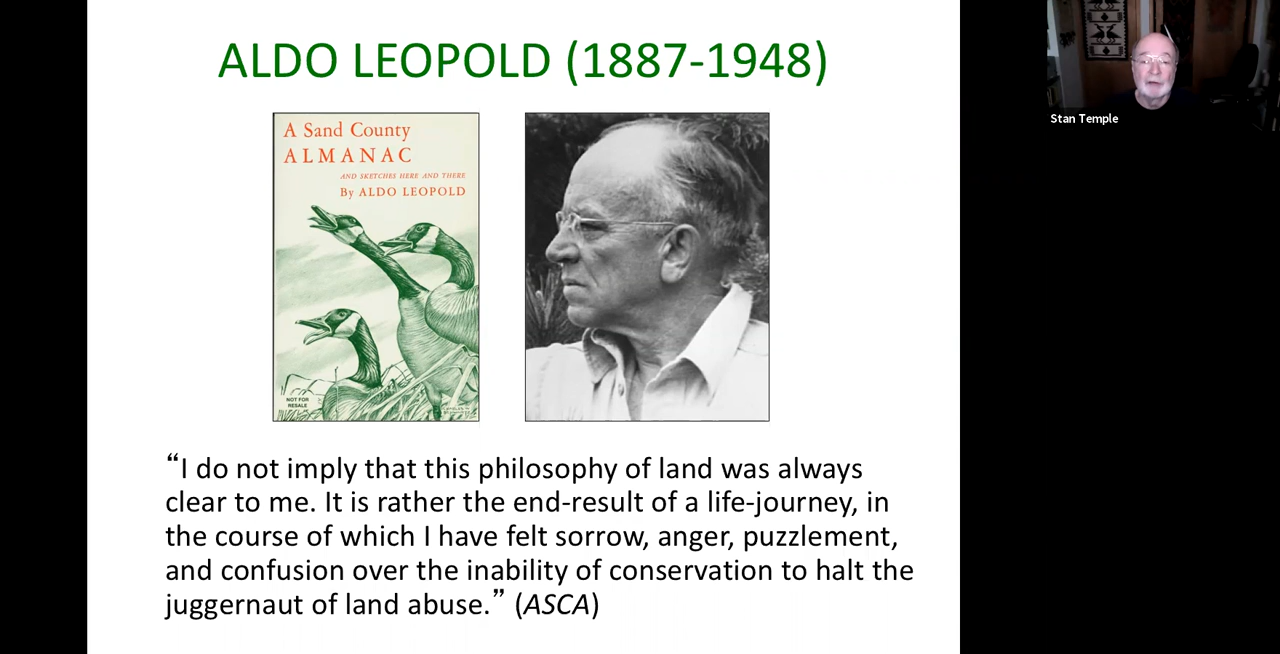 ALDO LEOPOLD (1887-1948)
A Sand County
ALMANAC
AND SKETCHES HERE AND THERE
By ALDO LEOPOLD
NOT FOR
RESALE
“I do not imply that this philosophy of land was always
clear to me. It is rather the end-result of a life-journey, in
the course of which I have felt sorrow, anger, puzzlement,
and confusion over the inability of conservation to halt the
juggernaut of land abuse.” (ASCA)
Stan Temple